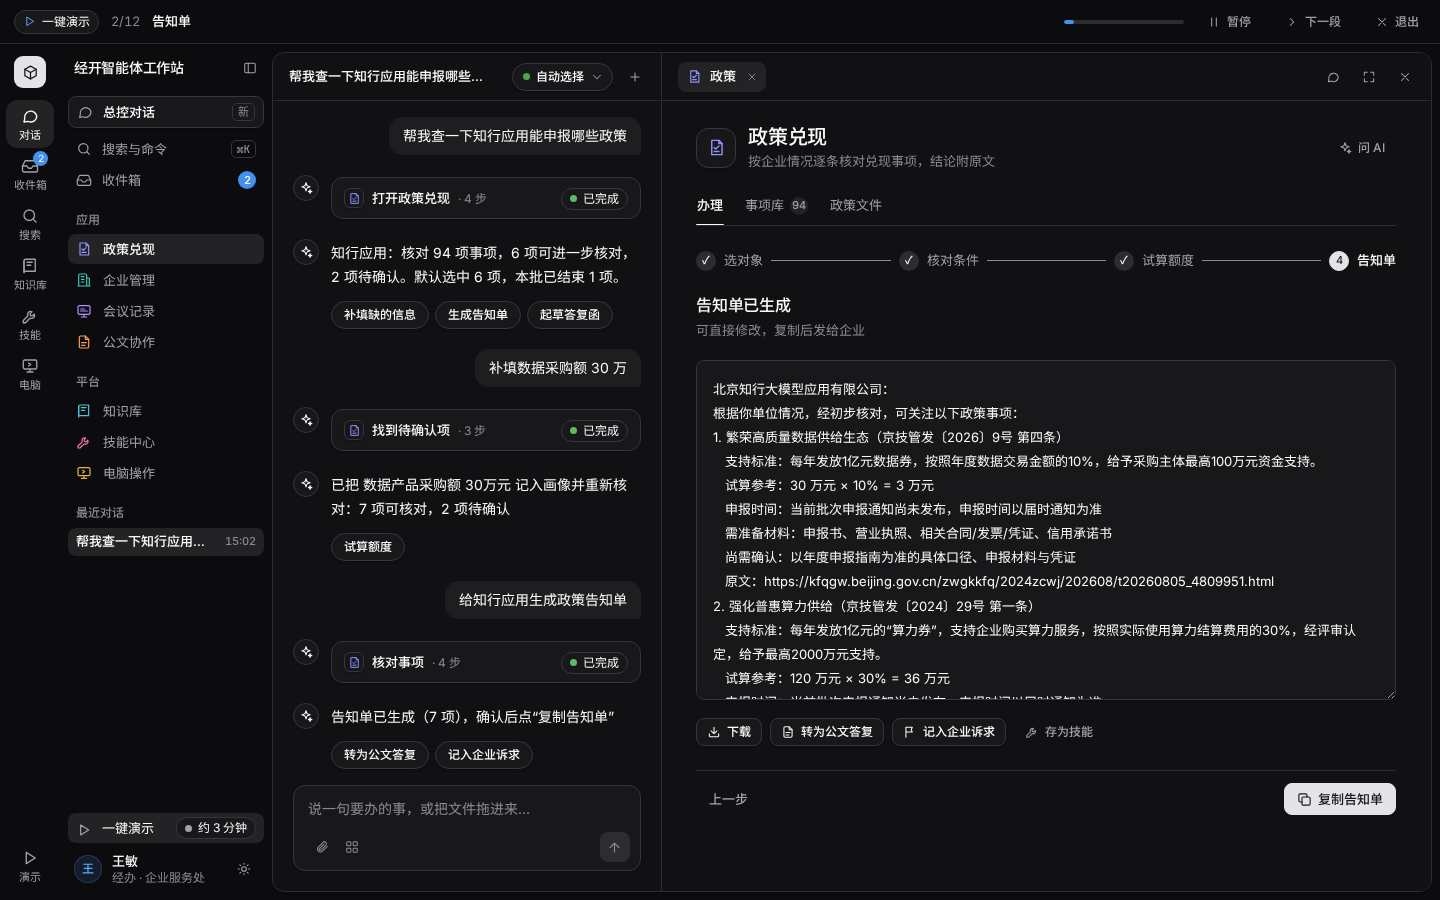 一键演示
2/12
告知单
暂停
下一段
退出
对话
2
收件箱
搜索
知识库
技能
电脑
演示
经开智能体工作站
总控对话
新
搜索与命令
⌘K
收件箱
2
应用
政策兑现
企业管理
会议记录
公文协作
平台
知识库
技能中心
电脑操作
最近对话
帮我查一下知行应用...
15:02
一键演示
约 3 分钟
王
王敏
经办 · 企业服务处
帮我查一下知行应用能申报哪些...
自动选择
帮我查一下知行应用能申报哪些政策
打开政策兑现 · 4 步
已完成
知行应用：核对 94 项事项，6 项可进一步核对，
2 项待确认。默认选中 6 项，本批已结束 1 项。
补填缺的信息
生成告知单
起草答复函
补填数据采购额 30 万
找到待确认项 · 3 步
已完成
已把 数据产品采购额 30万元 记入画像并重新核
对：7 项可核对，2 项待确认
试算额度
给知行应用生成政策告知单
核对事项 · 4 步
已完成
告知单已生成（7 项），确认后点“复制告知单”
转为公文答复
记入企业诉求
说一句要办的事，或把文件拖进来...
政策
政策兑现
按企业情况逐条核对兑现事项，结论附原文
问 AI
办理
事项库 94
政策文件
选对象
核对条件
试算额度
4 告知单
告知单已生成
可直接修改，复制后发给企业
北京知行大模型应用有限公司：
根据你单位情况，经初步核对，可关注以下政策事项：
1. 繁荣高质量数据供给生态（京技管发〔2026〕9号 第四条）
支持标准：每年发放1亿元数据券，按照年度数据交易金额的10%，给予采购主体最高100万元资金支持。
试算参考：30 万元 × 10% = 3 万元
申报时间：当前批次申报通知尚未发布，申报时间以届时通知为准
需准备材料：申报书、营业执照、相关合同/发票/凭证、信用承诺书
尚需确认：以年度申报指南为准的具体口径、申报材料与凭证
原文：https://kfqgw.beijing.gov.cn/zwgkkfq/2024zcwj/202608/t20260805_4809951.html
2. 强化普惠算力供给（京技管发〔2024〕29号 第一条）
支持标准：每年发放1亿元的“算力券”，支持企业购买算力服务，按照实际使用算力结算费用的30%，经评审认
定，给予最高2000万元支持。
试算参考：120 万元 × 30% = 36 万元
申报时间：当前批次申报通知尚未发布，申报时间以届时通知为准
下载
转为公文答复
记入企业诉求
存为技能
上一步
复制告知单